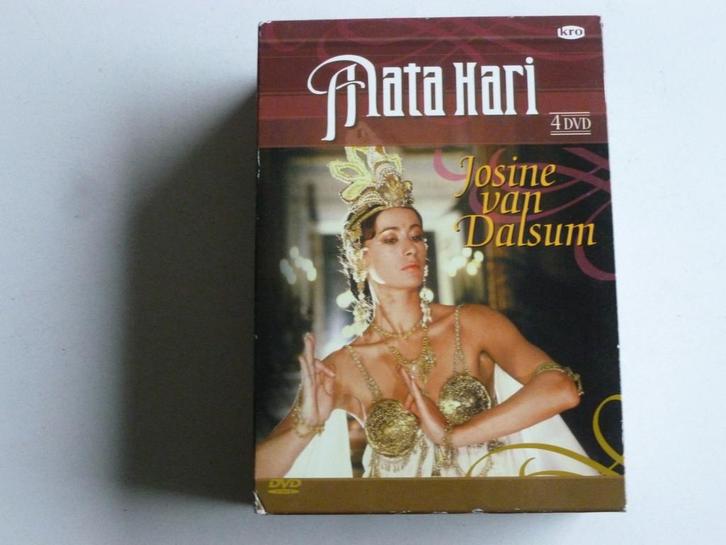 kro
Mata Hari
4 DVD
Josine
van
Dalsum
DVD